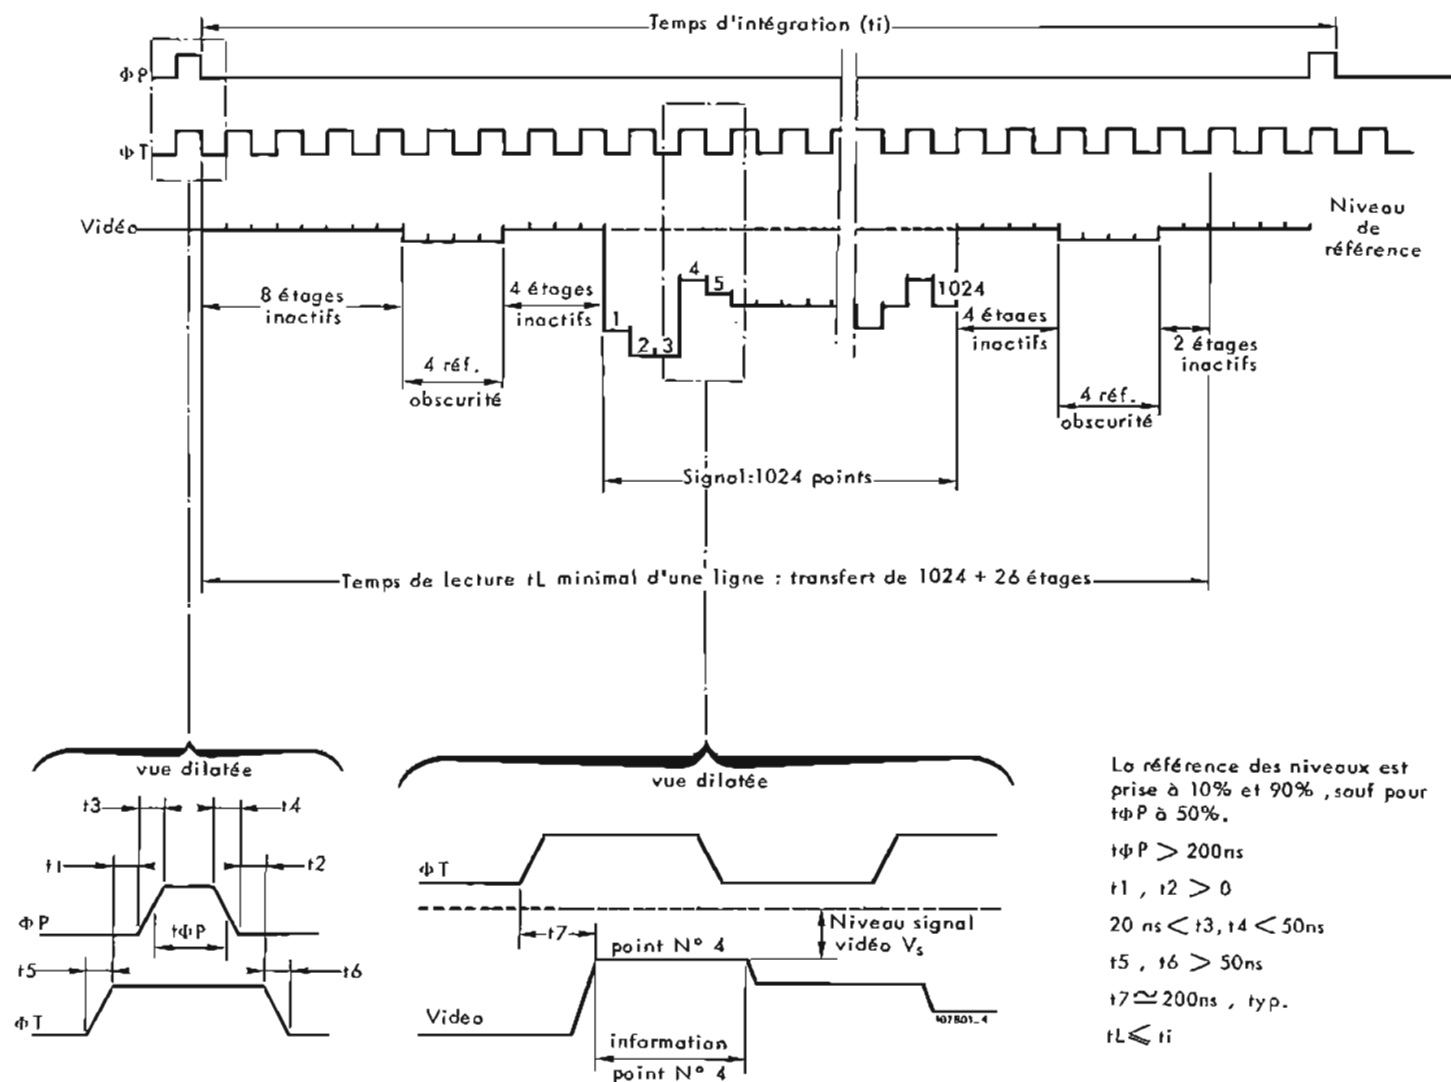 Temps d'intégration (ti)
ΦP
ΦT
Vidéo
Niveau
de
référence
8 étages
inactifs
4 réf.
obscurité
4 étages
inactifs
1
2
3
4
5
1024
4 étages
inactifs
4 réf.
obscurité
2 étages
inactifs
Signal:1024 points
Temps de lecture tL minimal d'une ligne : transfert de 1024 + 26 étages
vue dilatée
t3
t4
t1
t2
ΦP
tΦP
t5
t6
ΦT
vue dilatée
ΦT
t7
point N° 4
Niveau signal
vidéo Vs
Video
information
point N° 4
107801_4
La référence des niveaux est
prise à 10% et 90% ,sauf pour
tΦP à 50%.
tΦP > 200ns
t1 , t2 > 0
20 ns < t3, t4 < 50ns
t5 , t6 > 50ns
t7 ≃ 200ns , typ.
tL ⩽ ti